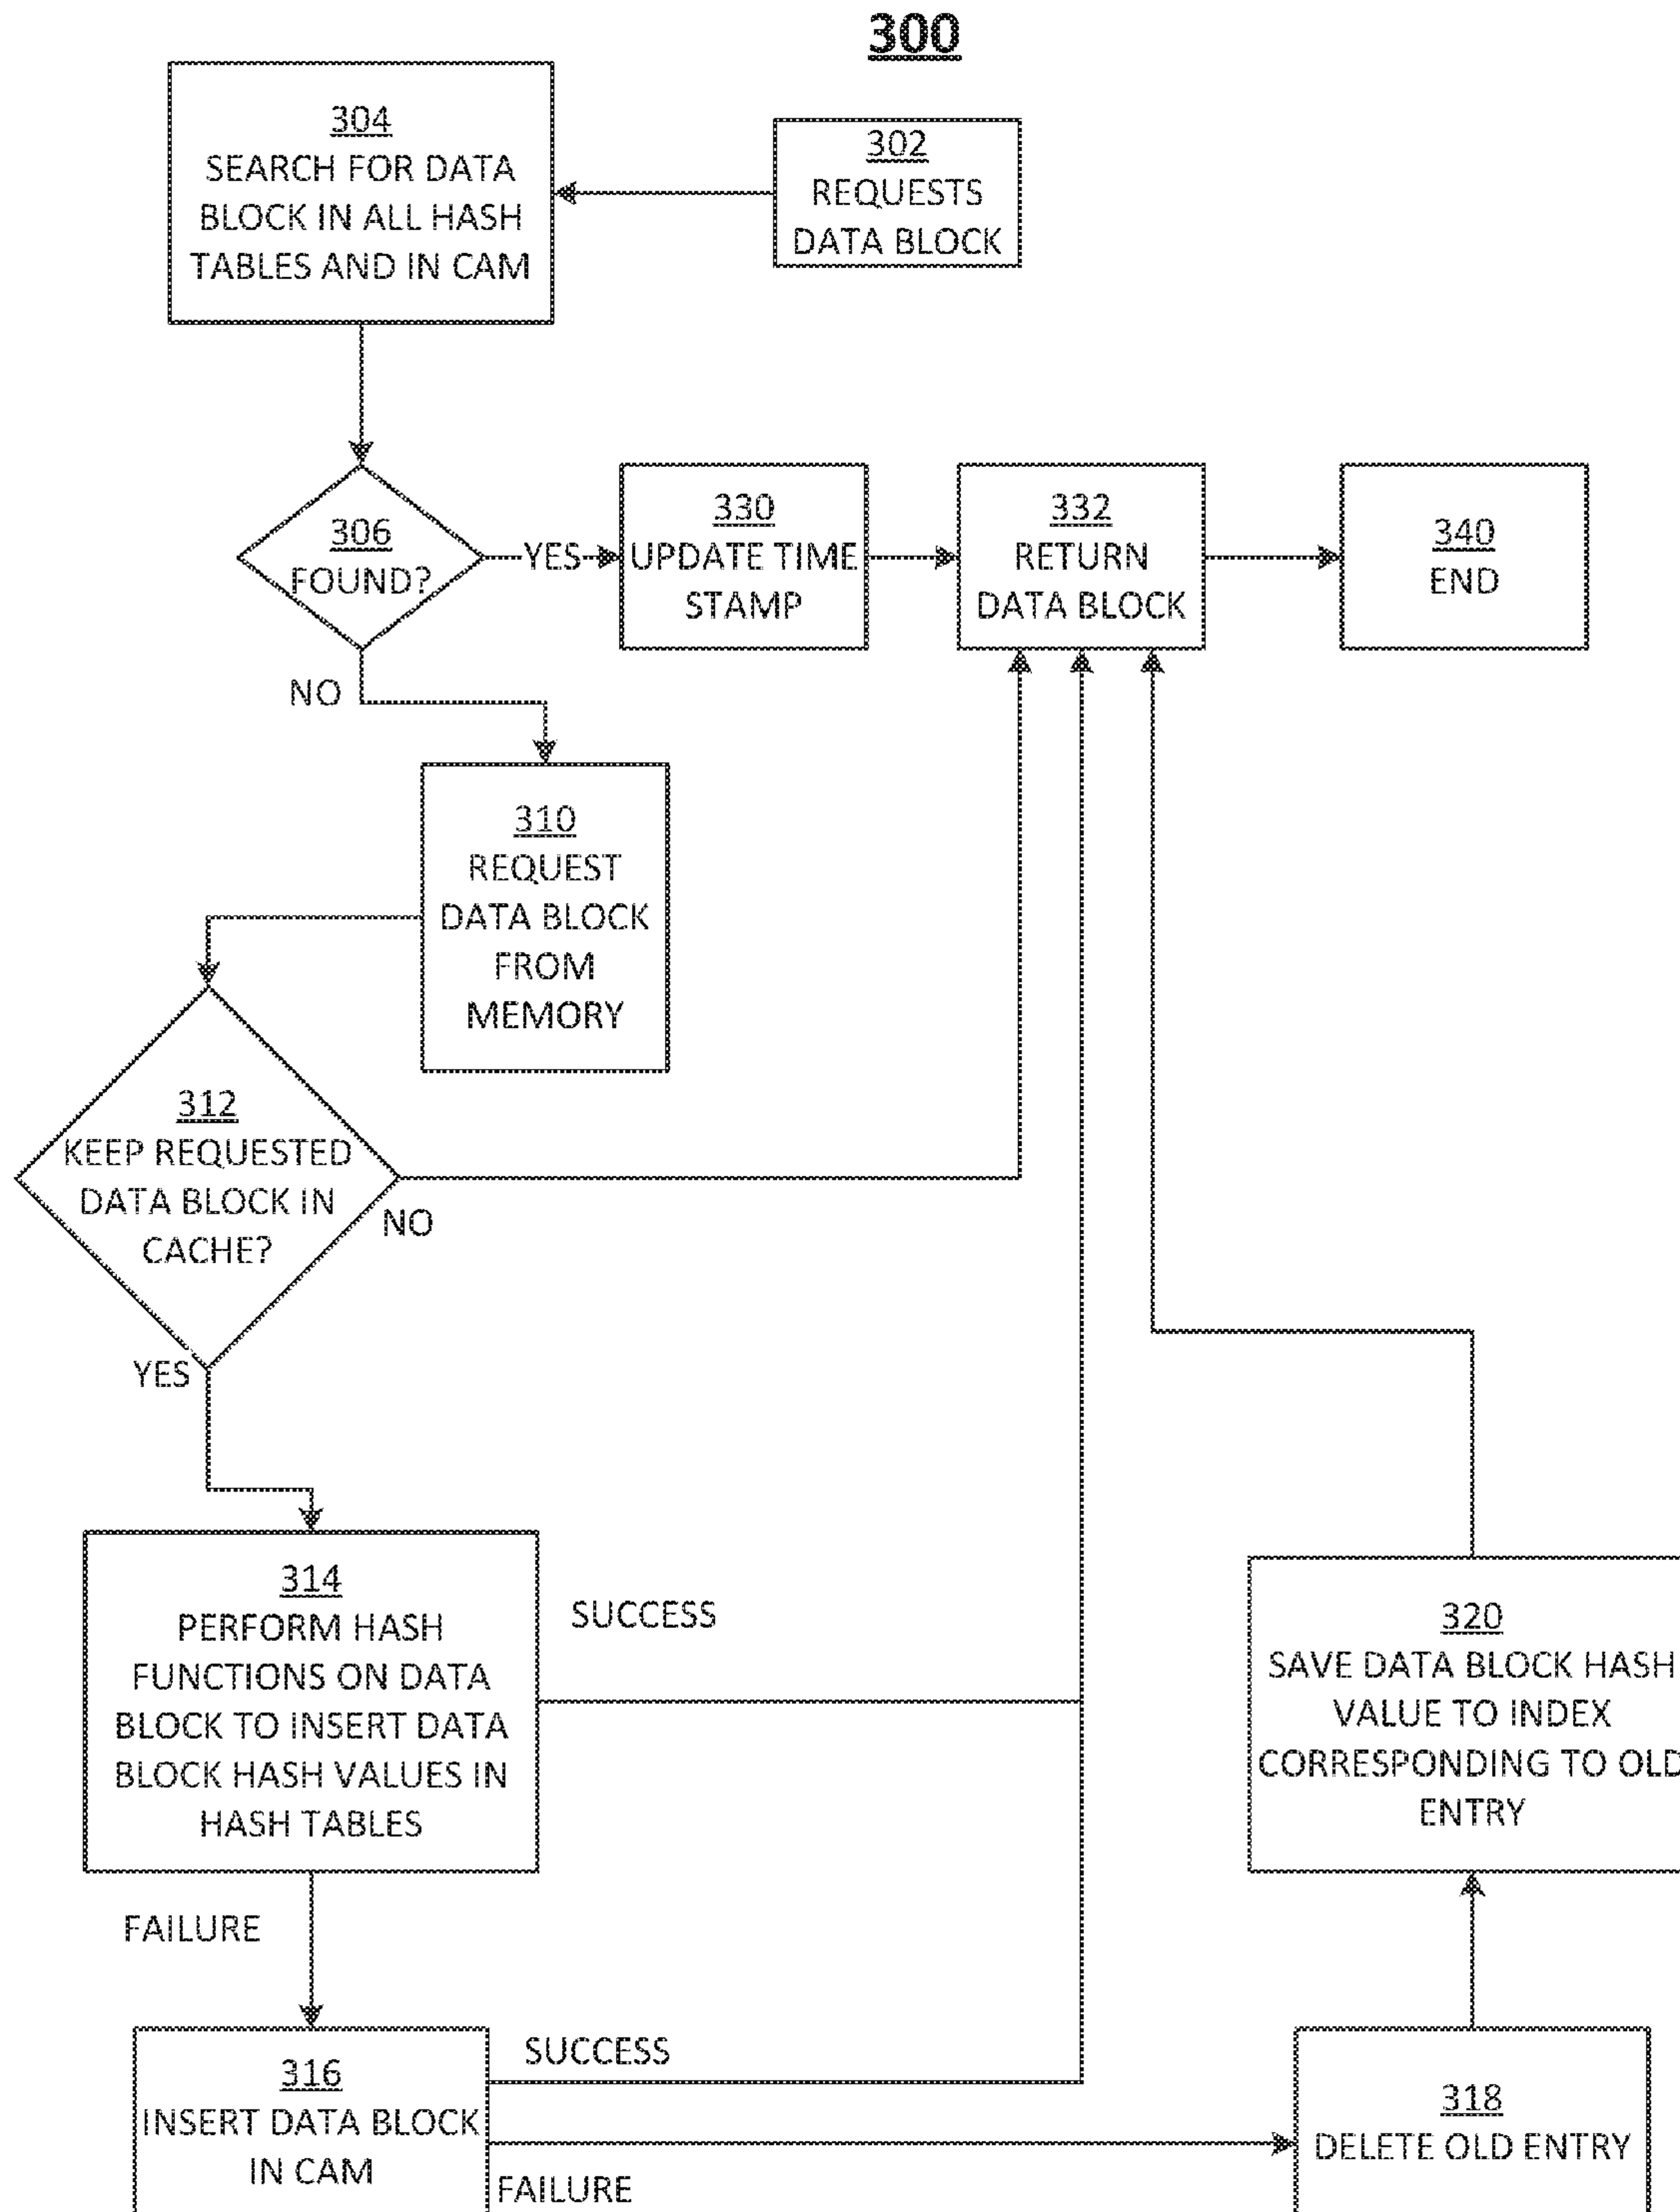 300
304
SEARCH FOR DATA
BLOCK IN ALL HASH
TABLES AND IN CAM
302
REQUESTS
DATA BLOCK
306
FOUND?
YES
330
UPDATE TIME
STAMP
332
RETURN
DATA BLOCK
340
END
NO
310
REQUEST
DATA BLOCK
FROM
MEMORY
312
KEEP REQUESTED
DATA BLOCK IN
CACHE?
NO
YES
314
PERFORM HASH
FUNCTIONS ON DATA
BLOCK TO INSERT DATA
BLOCK HASH VALUES IN
HASH TABLES
SUCCESS
320
SAVE DATA BLOCK HASH
VALUE TO INDEX
CORRESPONDING TO OLD
ENTRY
FAILURE
316
INSERT DATA BLOCK
IN CAM
SUCCESS
FAILURE
318
DELETE OLD ENTRY